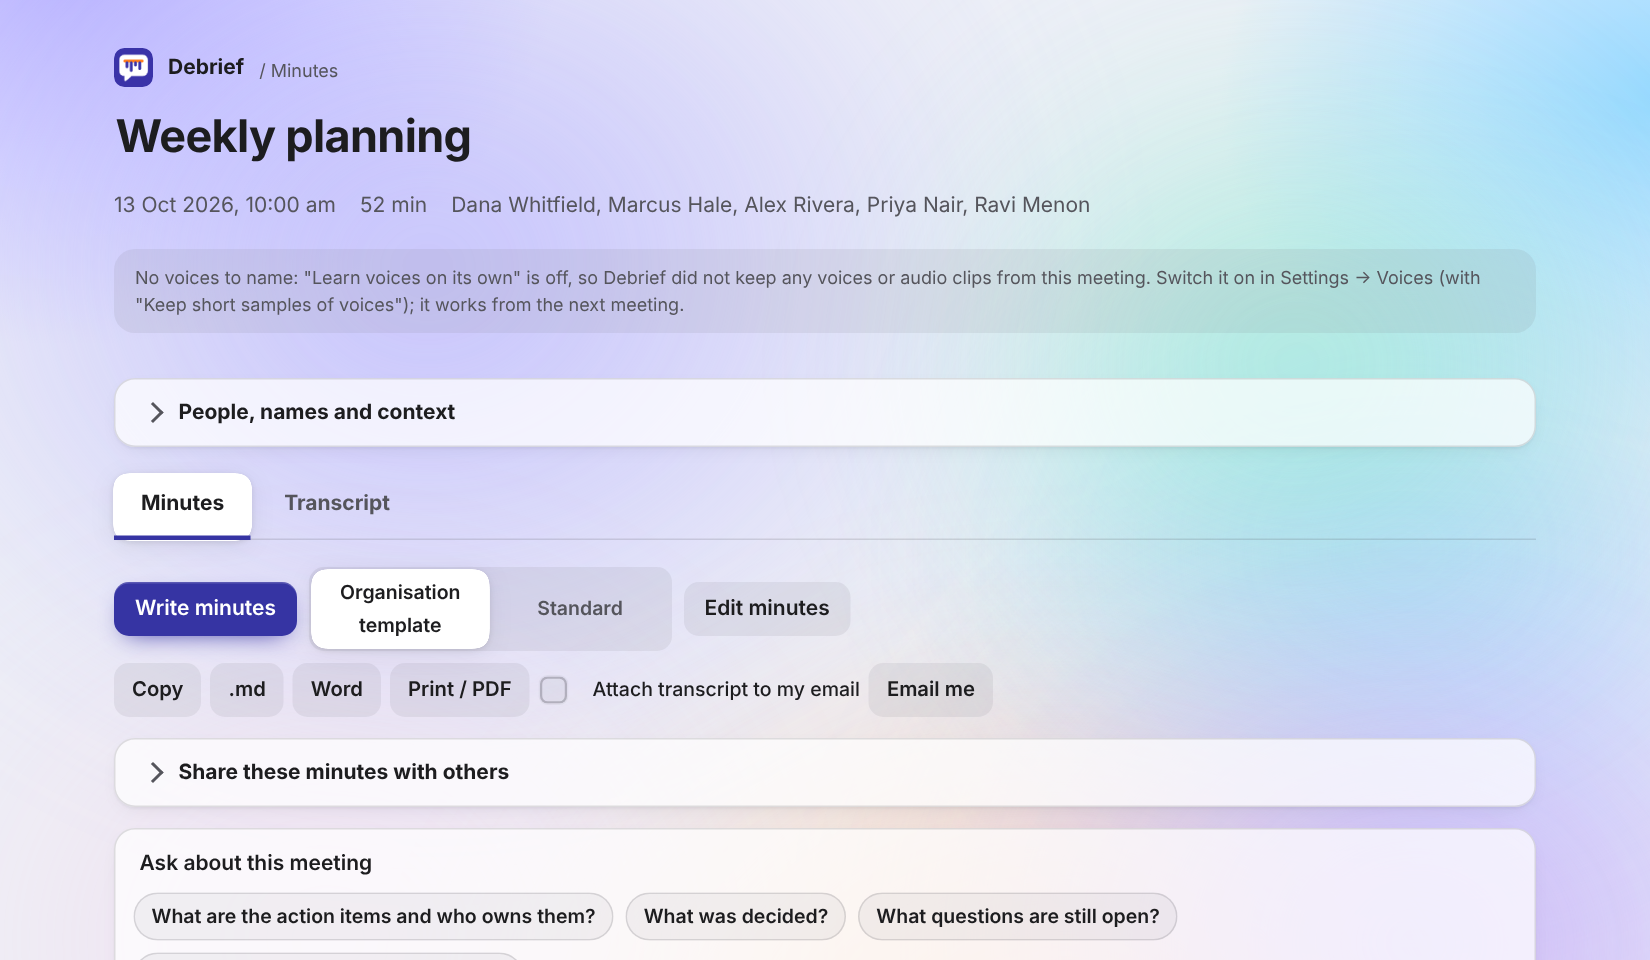 Debrief / Minutes
Weekly planning
13 Oct 2026, 10:00 am 52 min Dana Whitfield, Marcus Hale, Alex Rivera, Priya Nair, Ravi Menon
No voices to name: "Learn voices on its own" is off, so Debrief did not keep any voices or audio clips from this meeting. Switch it on in Settings → Voices (with
"Keep short samples of voices"); it works from the next meeting.
People, names and context
Minutes Transcript
Write minutes
Organisation
template
Standard
Edit minutes
Copy .md Word Print / PDF Attach transcript to my email Email me
Share these minutes with others
Ask about this meeting
What are the action items and who owns them? What was decided? What questions are still open?